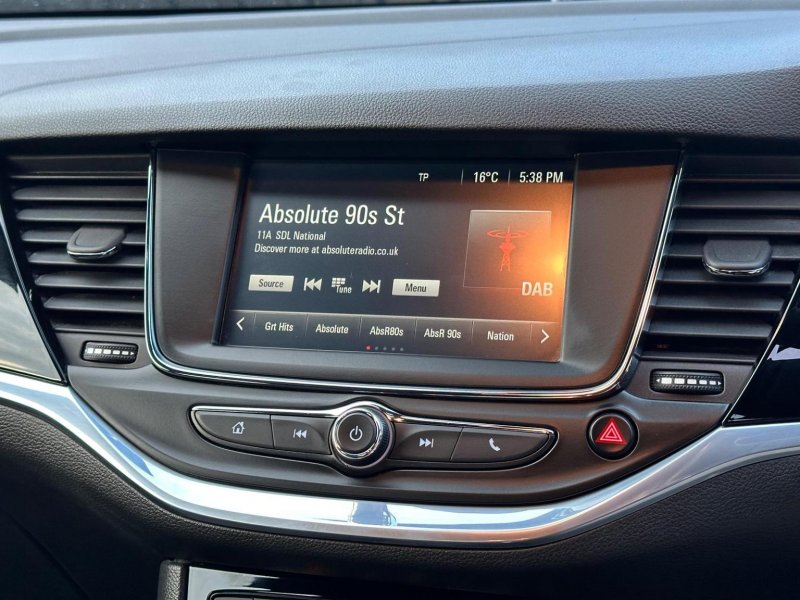 TP 16°C 5:38 PM
Absolute 90s St
11A SDL National
Discover more at absoluteradio.co.uk
DAB
Source Tune Menu
Grt Hits Absolute AbsR80s AbsR 90s Nation